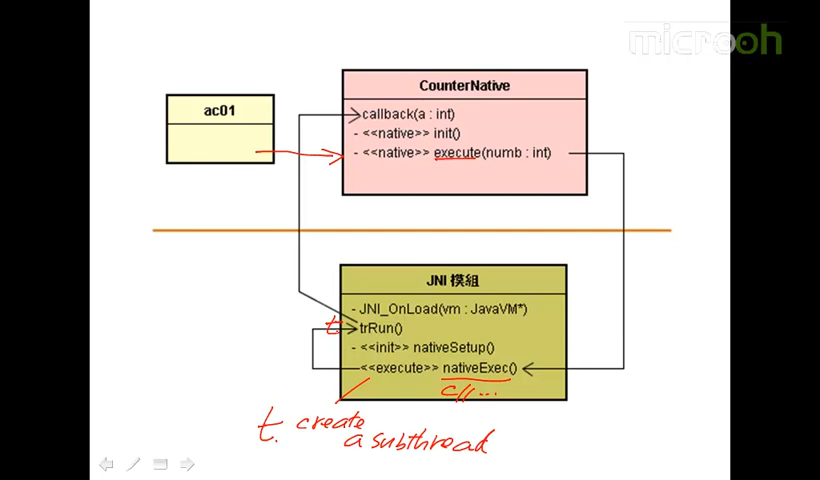 microoh
CounterNative
ac01
callback(a : int)
- <<native>> init()
- <<native>> execute(numb : int)
JNI 模組
- JNI_OnLoad(vm : JavaVM*)
t. trRun()
- <<init>> nativeSetup()
<<execute>> nativeExec()
t. create
a subthread